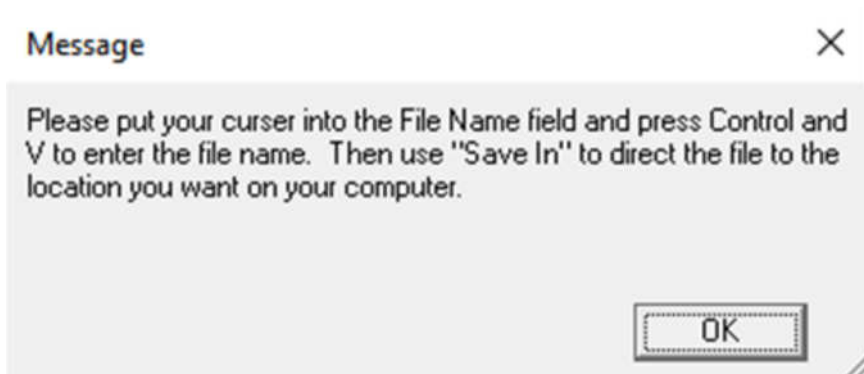 Message
Please put your curser into the File Name field and press Control and
V to enter the file name.  Then use "Save In" to direct the file to the
location you want on your computer.
OK